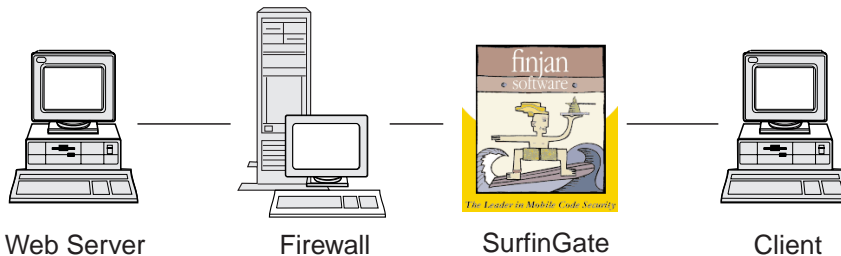 finjan
software
The Leader in Mobile Code Security
Web Server
Firewall
SurfinGate
Client